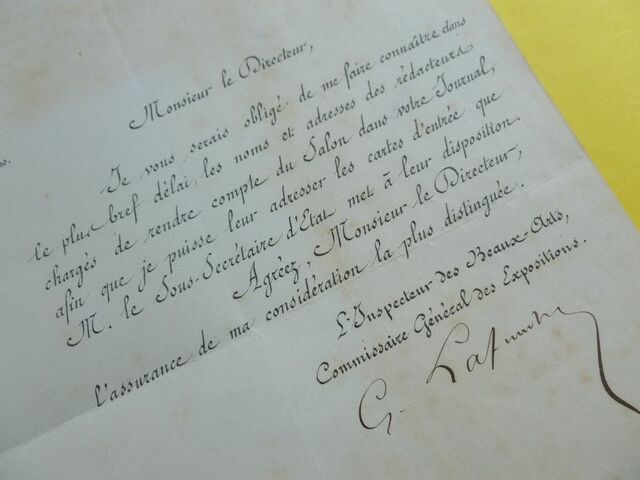 Monsieur le Directeur,
Je vous serais obligé de me faire connaître dans
le plus bref délai, les noms et adresses des rédacteurs
chargés de rendre compte du Salon dans votre Journal,
afin que je puisse leur adresser les cartes d'entrée que
M. le Sous-Secrétaire d'Etat met à leur disposition.
Agréez, Monsieur le Directeur,
l'assurance de ma considération la plus distinguée.
L'Inspecteur des Beaux-Arts,
Commissaire Général des Expositions.
G.